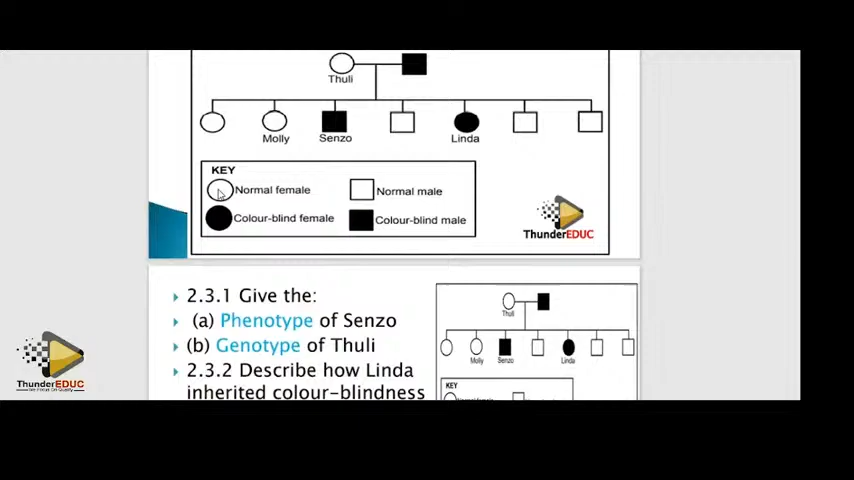 Thuli
Molly
Senzo
Linda
KEY
Normal female
Normal male
Colour-blind female
Colour-blind male
ThunderEDUC
2.3.1 Give the:
(a) Phenotype of Senzo
(b) Genotype of Thuli
2.3.2 Describe how Linda
inherited colour-blindness
Thuli
Molly
Senzo
Linda
KEY
ThunderEDUC